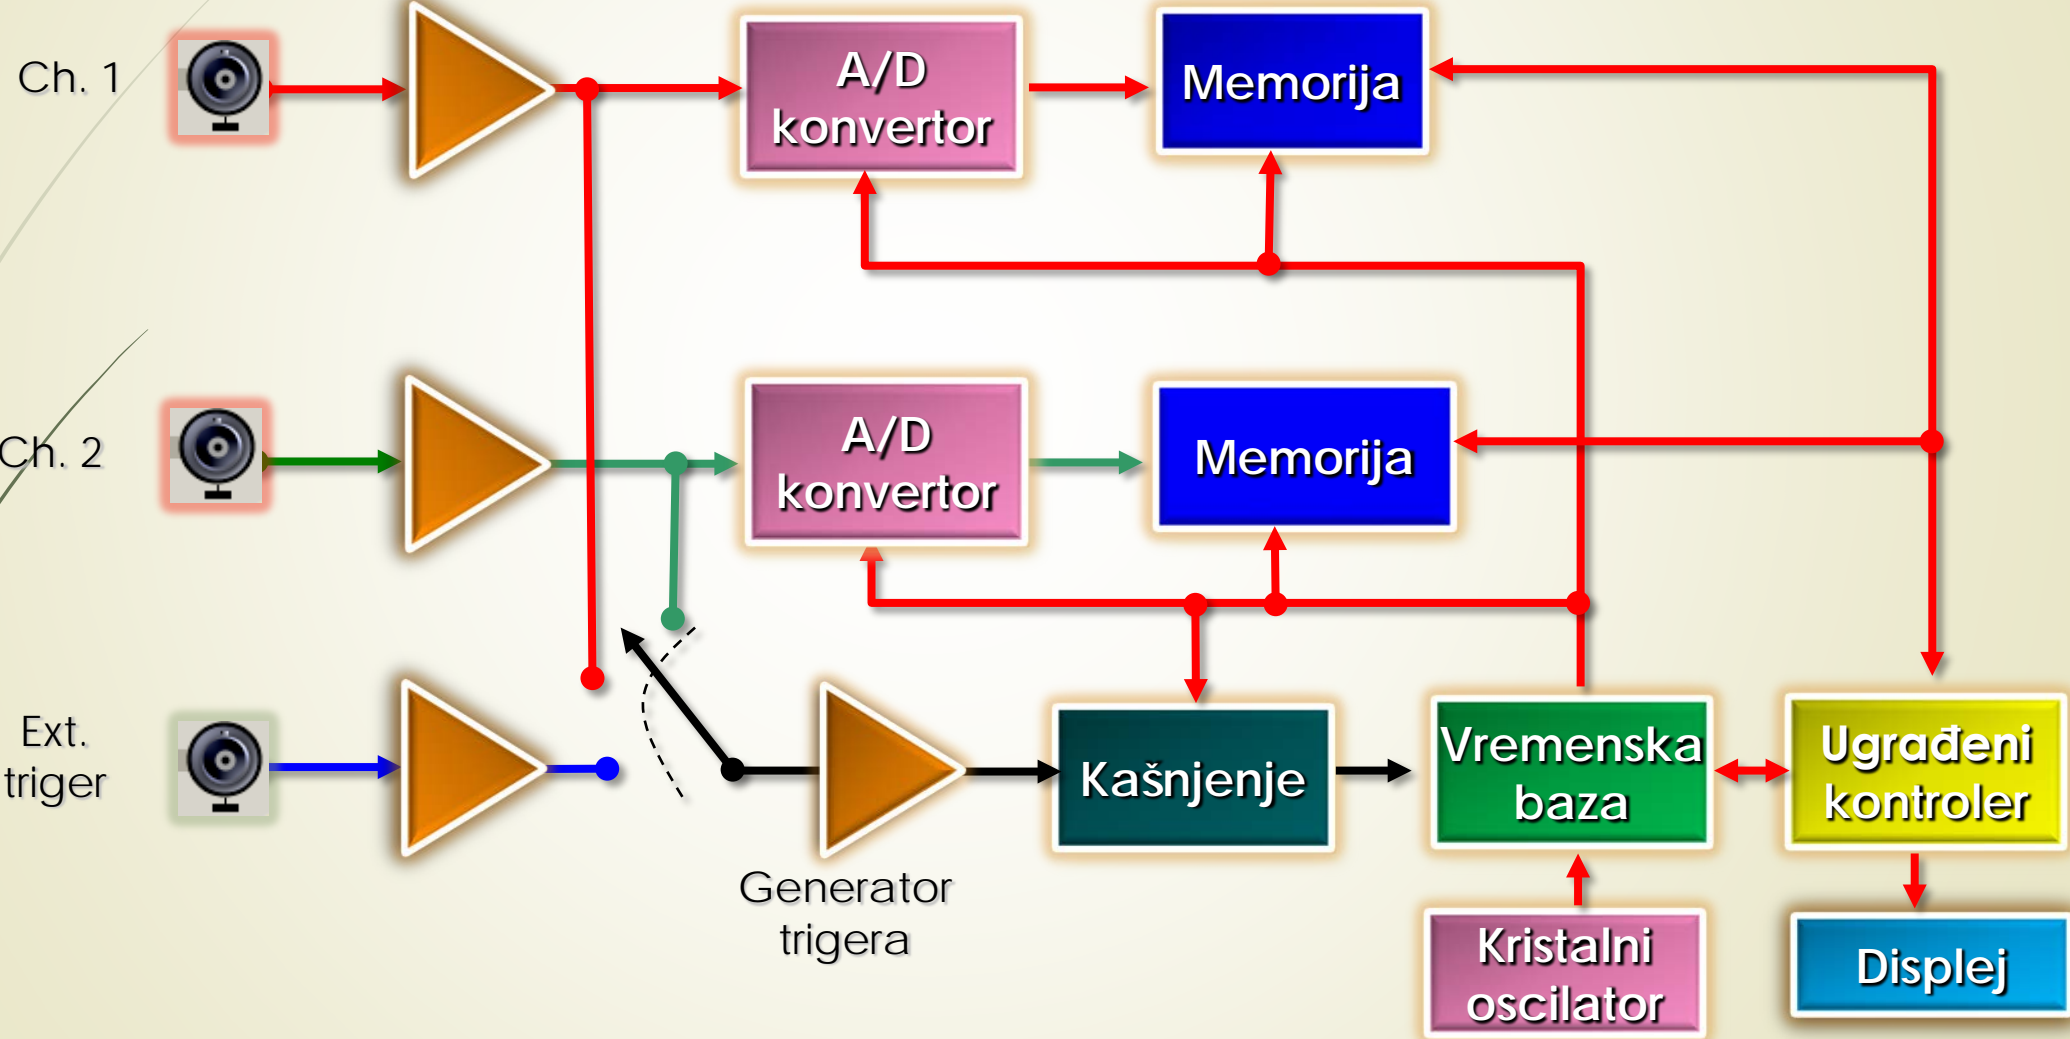 Ch. 1
A/D
konvertor
Memorija
Ch. 2
A/D
konvertor
Memorija
Ext.
triger
Generator
trigera
Kašnjenje
Vremenska
baza
Ugrađeni
kontroler
Kristalni
oscilator
Displej